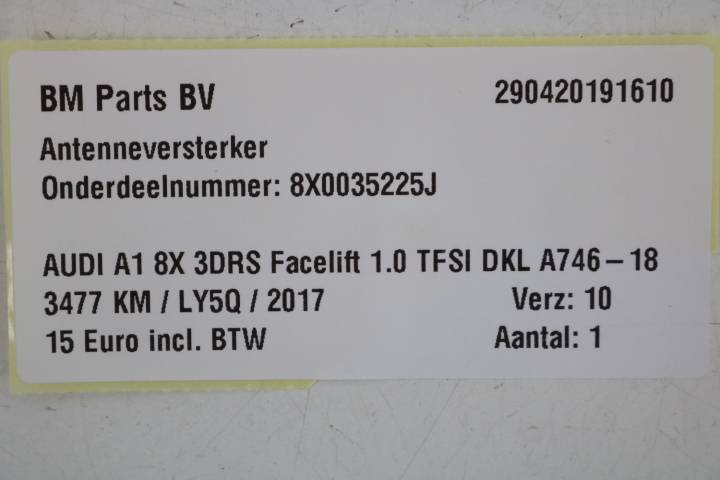 BM Parts BV 290420191610
Antenneversterker
Onderdeelnummer: 8X0035225J
AUDI A1 8X 3DRS Facelift 1.0 TFSI DKL A746–18
3477 KM / LY5Q / 2017 Verz: 10
15 Euro incl. BTW Aantal: 1